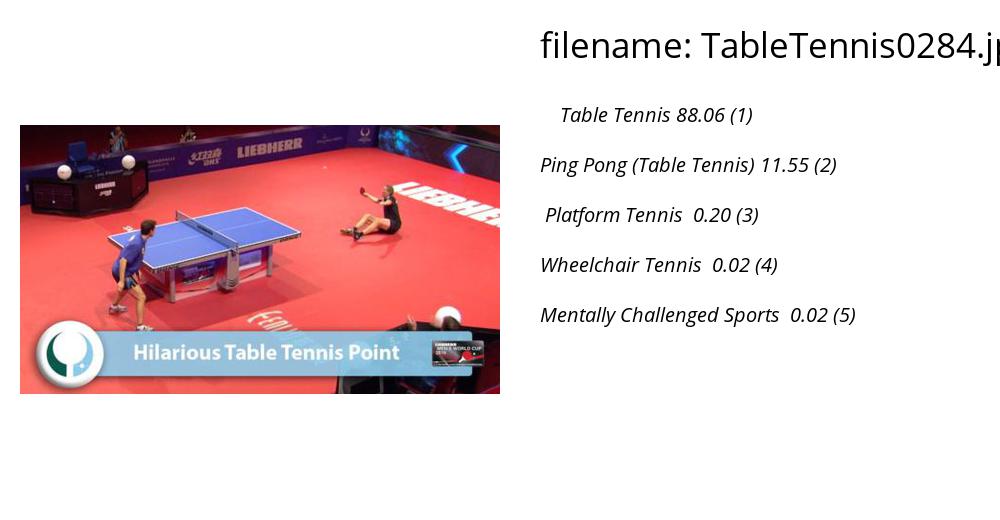 filename: TableTennis0284.jp
Table Tennis 88.06 (1)
Ping Pong (Table Tennis) 11.55 (2)
Platform Tennis 0.20 (3)
Wheelchair Tennis 0.02 (4)
Mentally Challenged Sports 0.02 (5)
DHS
LIEBHERR
LIEBHERR
LIEBHER
Hilarious Table Tennis Point
LIEBHERR
MEN'S WORLD CUP